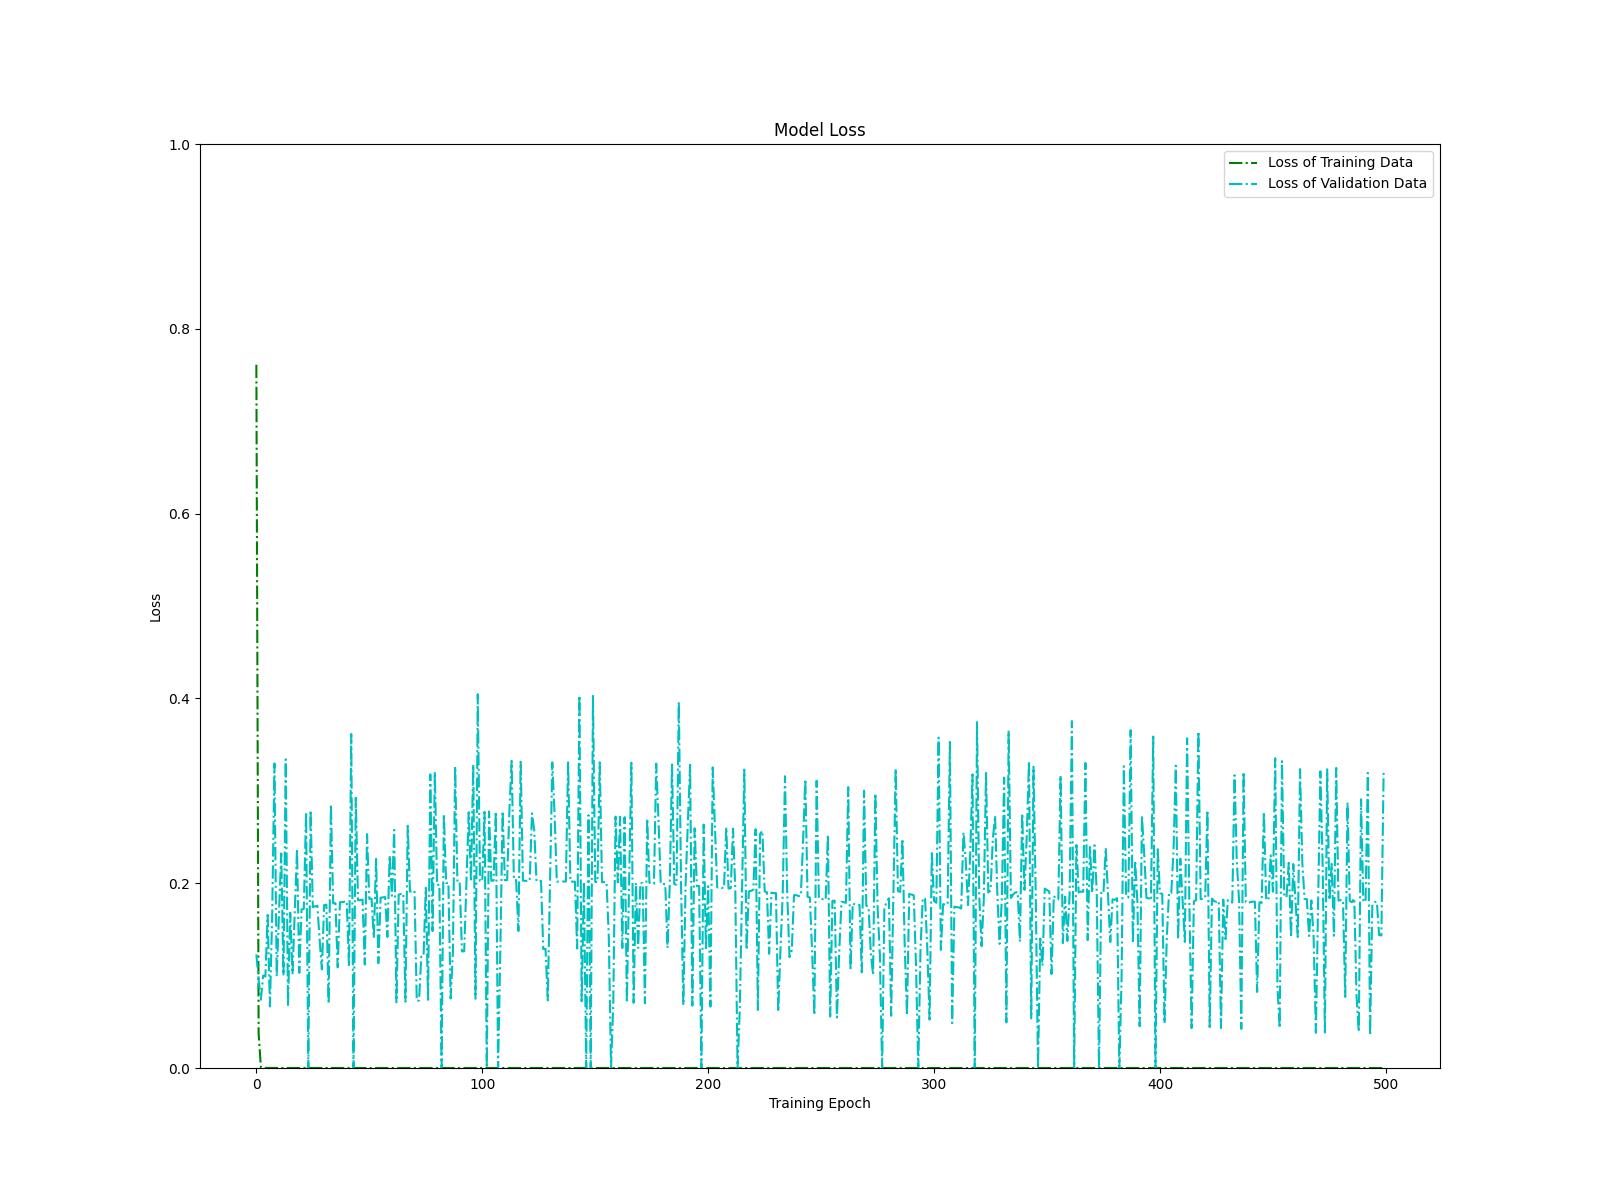 Model Loss
1.0
Loss of Training Data
Loss of Validation Data
0.8
0.6
Loss
0.4
0.2
0.0
0 100 200 300 400 500
Training Epoch